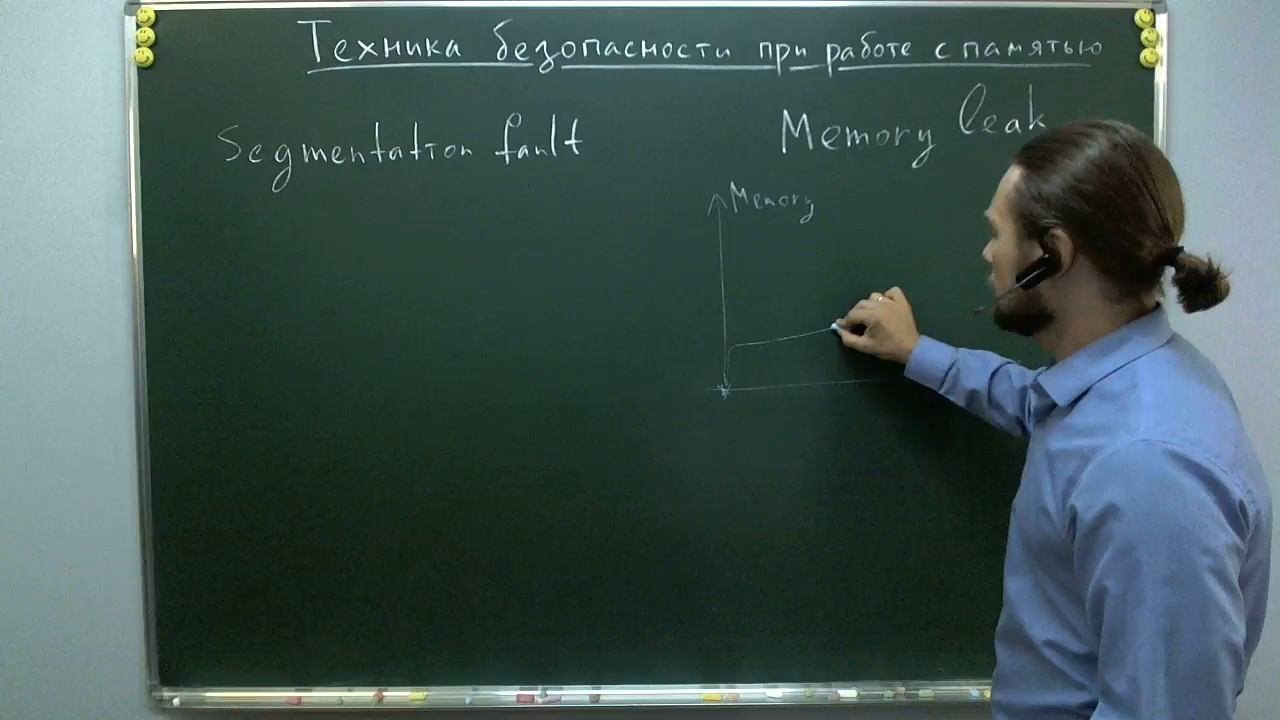 Техника безопасности при работе с памятью
Segmentation fault
Memory leak
Memory